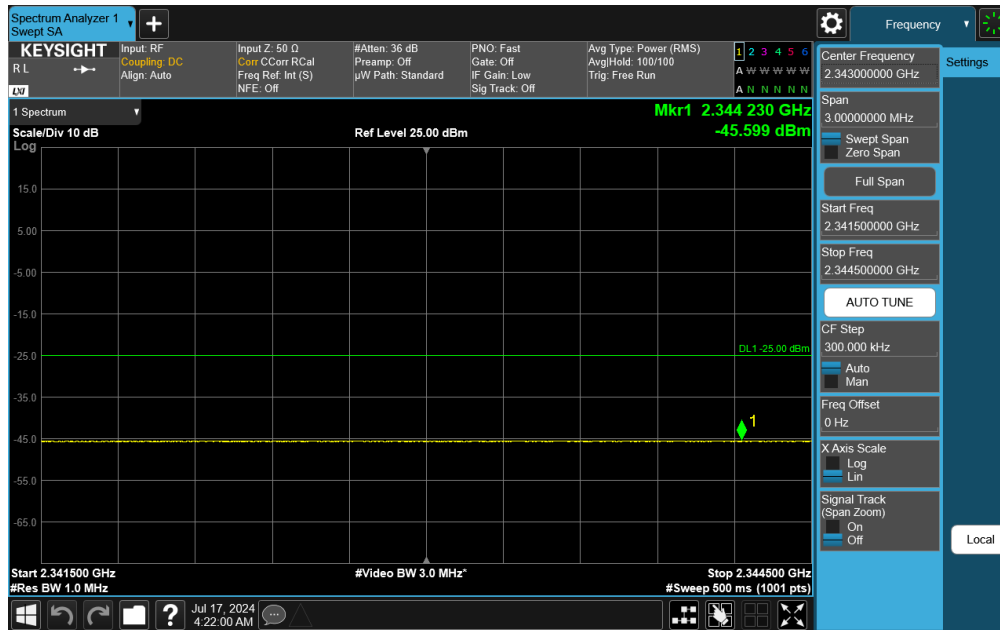 Spectrum Analyzer 1
Swept SA
+
Frequency
KEYSIGHT
R L
LXI
Input: RF
Coupling: DC
Align: Auto
Input Z: 50 Ω
Corr CCorr RCal
Freq Ref: Int (S)
NFE: Off
#Atten: 36 dB
Preamp: Off
µW Path: Standard
PNO: Fast
Gate: Off
IF Gain: Low
Sig Track: Off
Avg Type: Power (RMS)
Avg|Hold: 100/100
Trig: Free Run
1 2 3 4 5 6
A W W W W W
A N N N N N
1 Spectrum
Mkr1 2.344 230 GHz
Scale/Div 10 dB
Ref Level 25.00 dBm
-45.599 dBm
Log
15.0
5.00
-5.00
-15.0
-25.0
-35.0
-45.0
-55.0
-65.0
DL1 -25.00 dBm
1
Start 2.341500 GHz
#Video BW 3.0 MHz*
Stop 2.344500 GHz
#Res BW 1.0 MHz
#Sweep 500 ms (1001 pts)
Center Frequency
2.343000000 GHz
Settings
Span
3.00000000 MHz
Swept Span
Zero Span
Full Span
Start Freq
2.341500000 GHz
Stop Freq
2.344500000 GHz
AUTO TUNE
CF Step
300.000 kHz
Auto
Man
Freq Offset
0 Hz
X Axis Scale
Log
Lin
Signal Track
(Span Zoom)
On
Off
Local
?
Jul 17, 2024
4:22:00 AM